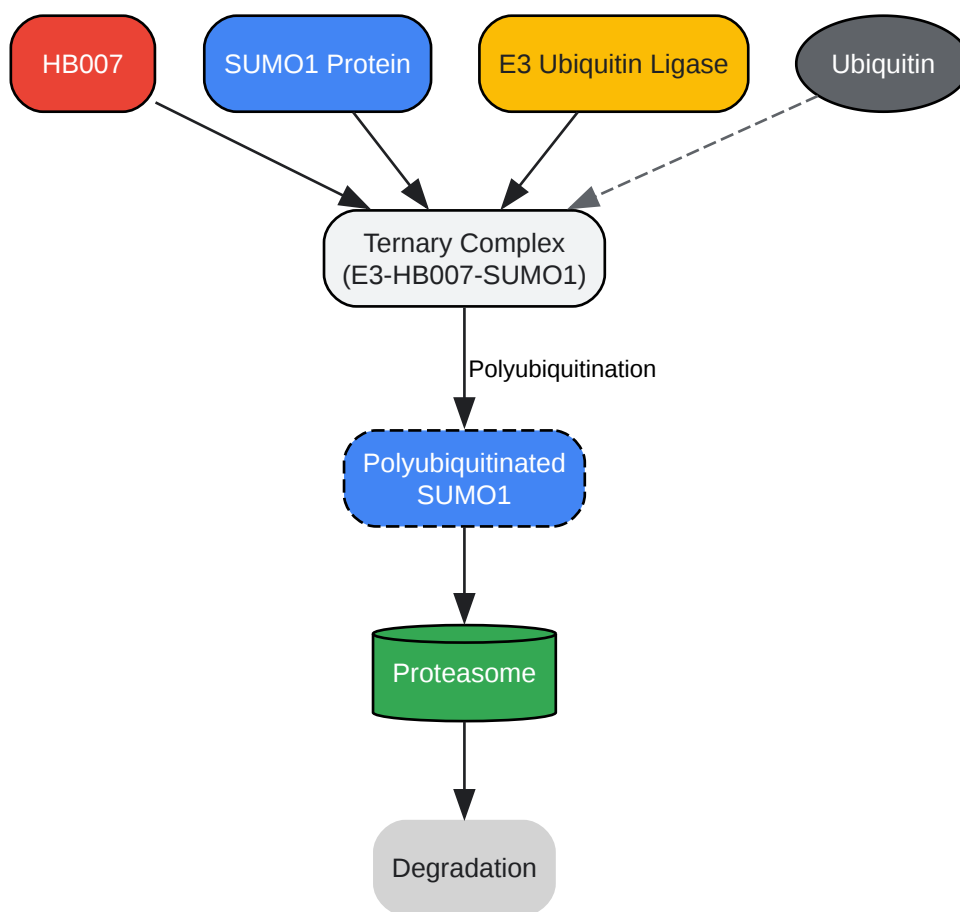 HB007
SUMO1 Protein
E3 Ubiquitin Ligase
Ubiquitin
Ternary Complex
(E3-HB007-SUMO1)
Polyubiquitination
Polyubiquitinated
SUMO1
Proteasome
Degradation